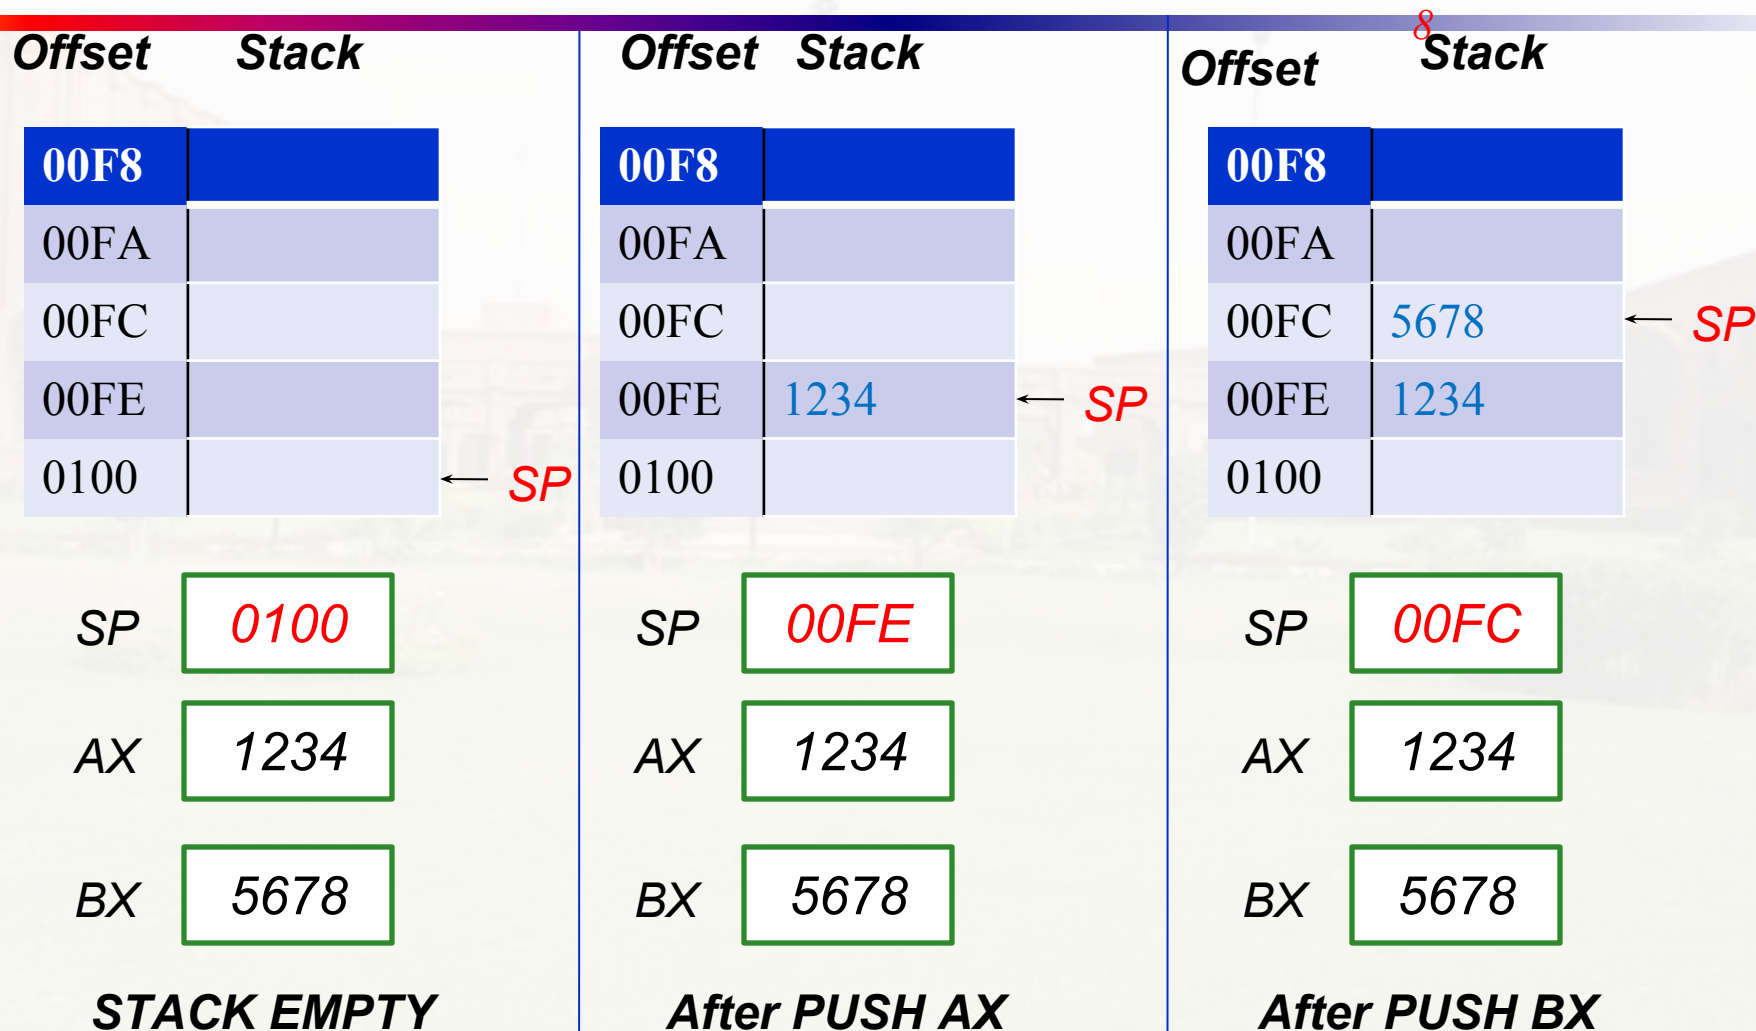 8
Offset Stack
00F8
00FA
00FC
00FE
0100
SP
SP 0100
AX 1234
BX 5678
STACK EMPTY
Offset Stack
00F8
00FA
00FC
00FE 1234
0100
SP
SP 00FE
AX 1234
BX 5678
After PUSH AX
Offset Stack
00F8
00FA
00FC 5678
SP
00FE 1234
0100
SP 00FC
AX 1234
BX 5678
After PUSH BX